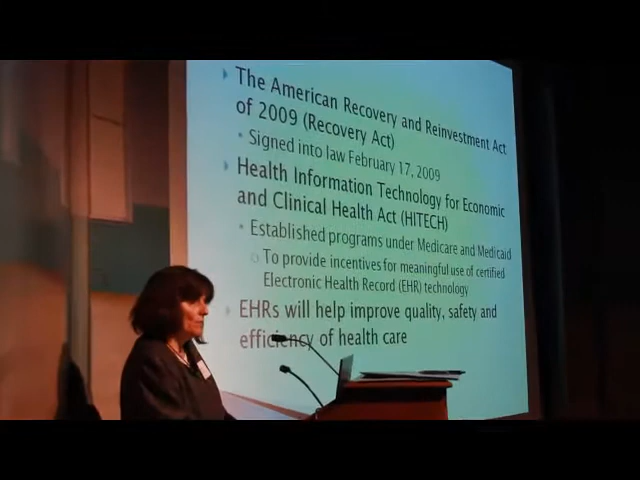 The American Recovery and Reinvestment Act
of 2009 (Recovery Act)
Signed into law February 17, 2009
Health Information Technology for Economic
and Clinical Health Act (HITECH)
Established programs under Medicare and Medicaid
To provide incentives for meaningful use of certified
Electronic Health Record (EHR) technology
EHRs will help improve quality, safety and
efficiency of health care